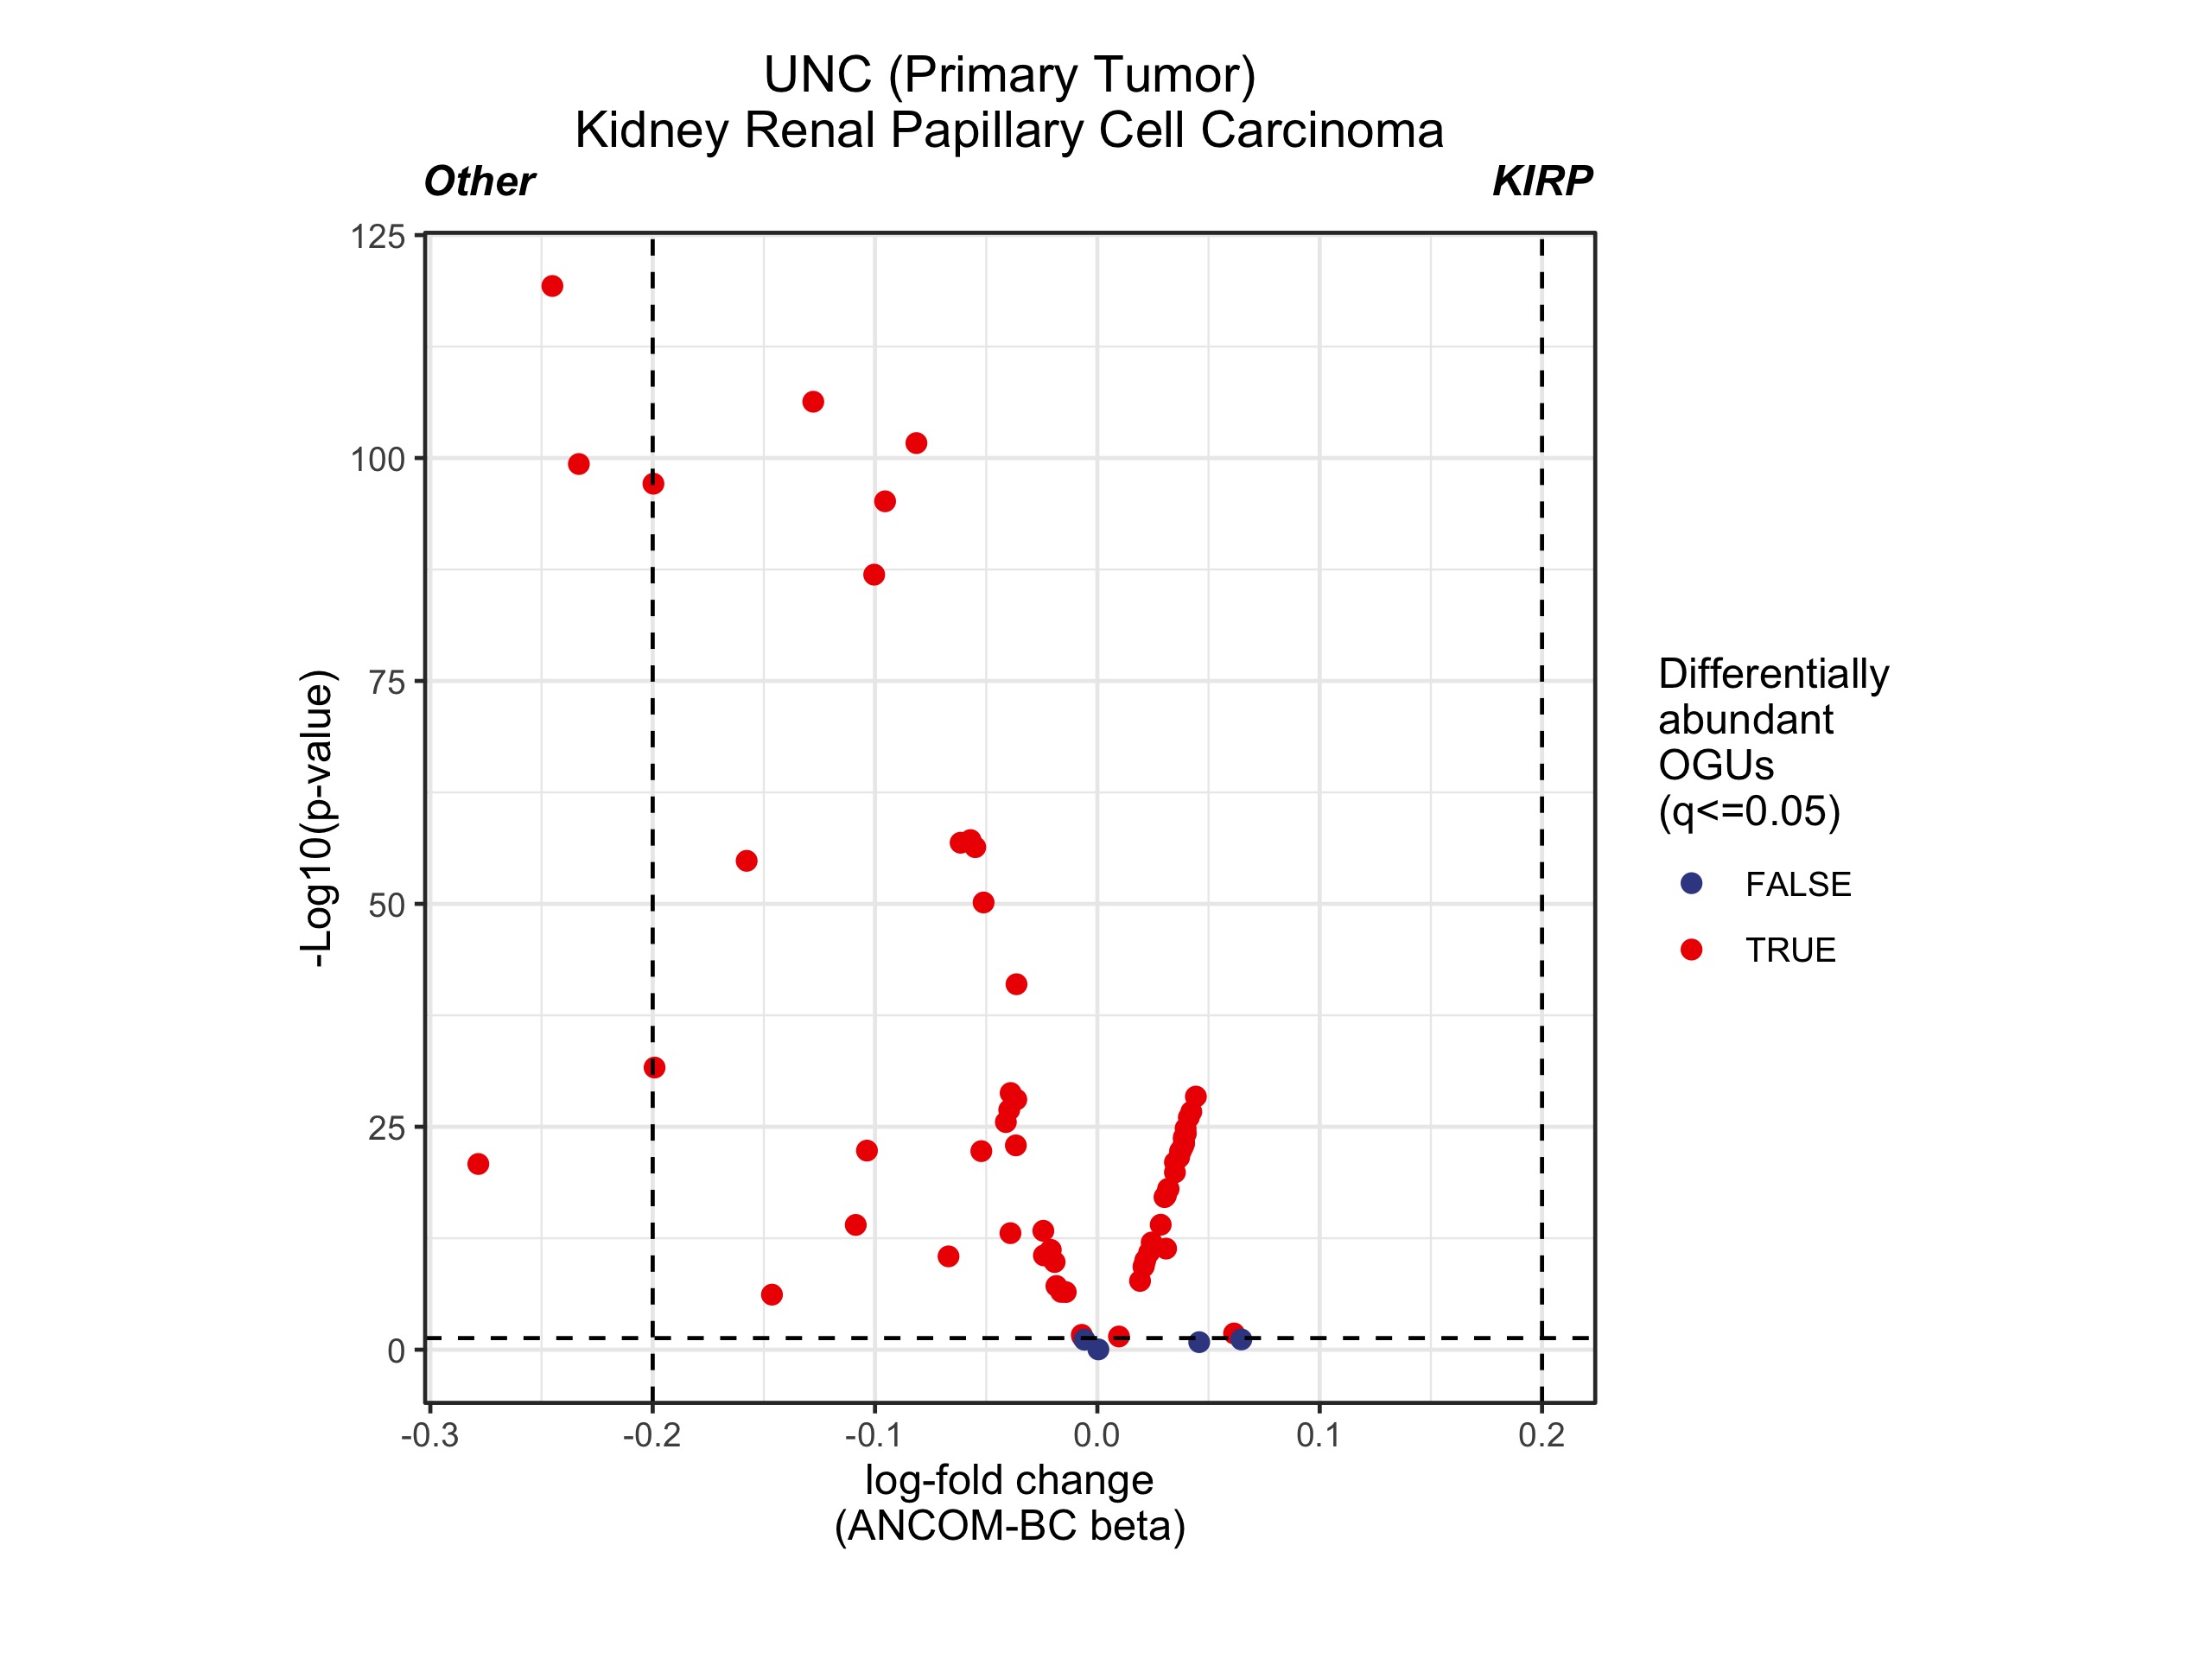 UNC (Primary Tumor)
Kidney Renal Papillary Cell Carcinoma
Other
KIRP
125
100
75
50
25
0
-Log10(p-value)
-0.3
-0.2
-0.1
0.0
0.1
0.2
log-fold change
(ANCOM-BC beta)
Differentially
abundant
OGUs
(q<=0.05)
FALSE
TRUE